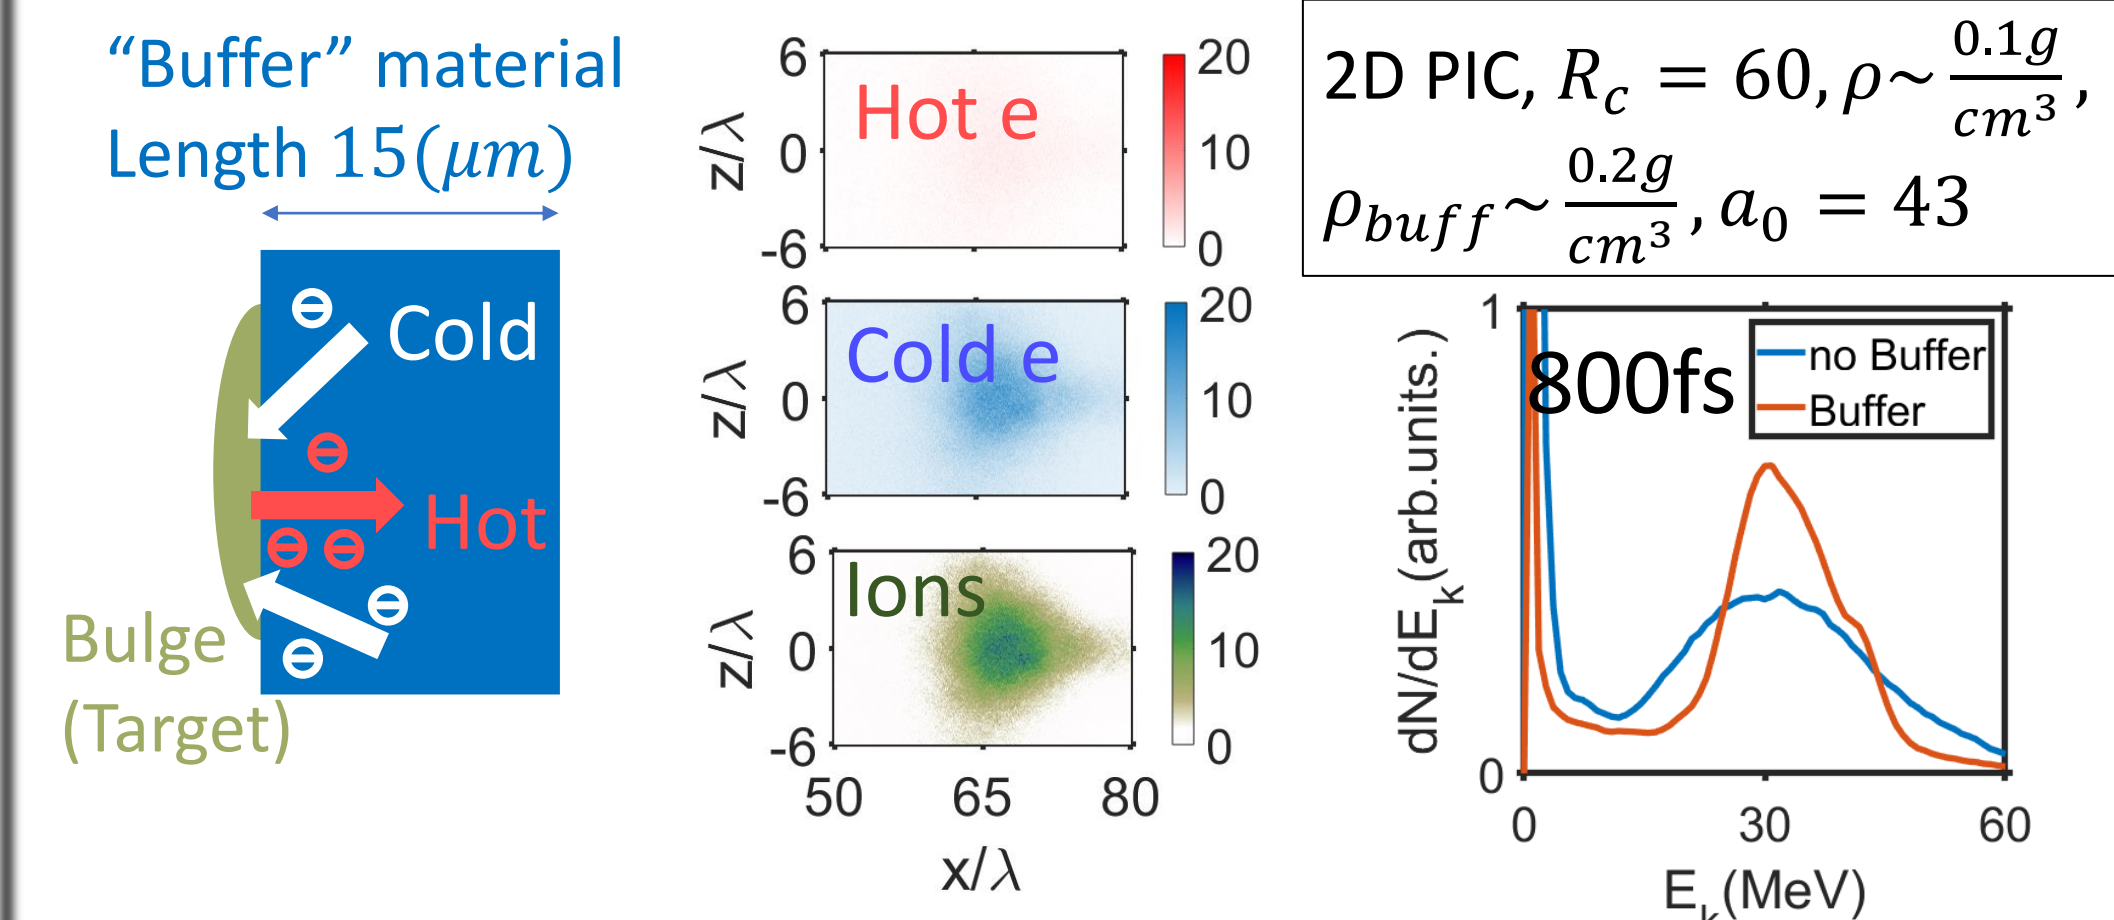 “Buffer” material
Length 15(μm)
Cold
Hot
Bulge
(Target)
⊖
⊖
⊖ ⊖
⊖
⊖
6
0
-6
z/λ
Hot e
20
10
0
6
0
-6
z/λ
Cold e
20
10
0
6
0
-6
z/λ
Ions
20
10
0
50 65 80
x/λ
2D PIC, R_c = 60, ρ~ 0.1g/cm³,
ρ_buff~ 0.2g/cm³, a₀ = 43
1
0
dN/dE_k(arb.units.)
800fs
no Buffer
Buffer
0 30 60
E_k(MeV)